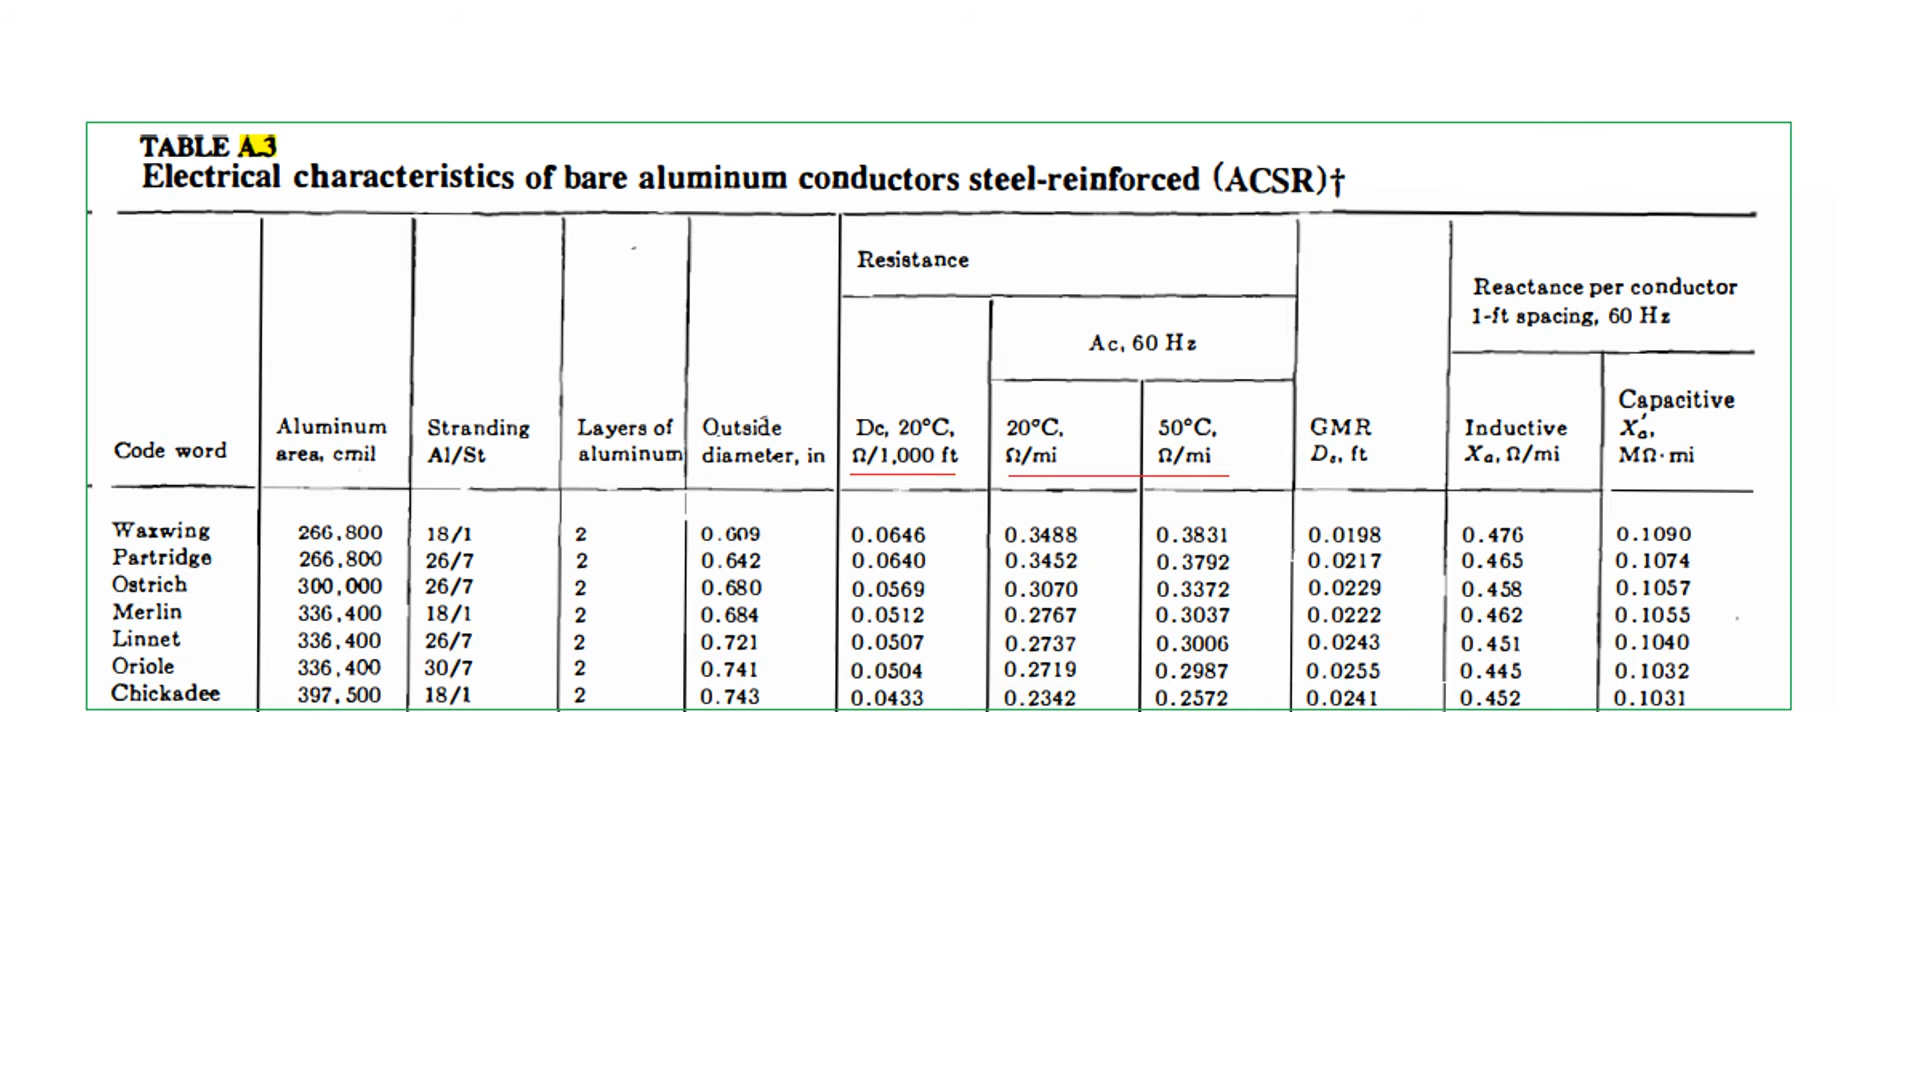 TABLE A.3
Electrical characteristics of bare aluminum conductors steel-reinforced (ACSR)†
Resistance
Reactance per conductor
1-ft spacing, 60 Hz
Ac, 60 Hz
Code word
Aluminum
area, cmil
Stranding
Al/St
Layers of
aluminum
Outside
diameter, in
Dc, 20°C,
Ω/1,000 ft
20°C,
Ω/mi
50°C,
Ω/mi
GMR
Ds, ft
Inductive
Xa, Ω/mi
Capacitive
X'a,
MΩ·mi
Waxwing 266,800 18/1 2 0.609 0.0646 0.3488 0.3831 0.0198 0.476 0.1090
Partridge 266,800 26/7 2 0.642 0.0640 0.3452 0.3792 0.0217 0.465 0.1074
Ostrich 300,000 26/7 2 0.680 0.0569 0.3070 0.3372 0.0229 0.458 0.1057
Merlin 336,400 18/1 2 0.684 0.0512 0.2767 0.3037 0.0222 0.462 0.1055
Linnet 336,400 26/7 2 0.721 0.0507 0.2737 0.3006 0.0243 0.451 0.1040
Oriole 336,400 30/7 2 0.741 0.0504 0.2719 0.2987 0.0255 0.445 0.1032
Chickadee 397,500 18/1 2 0.743 0.0433 0.2342 0.2572 0.0241 0.452 0.1031